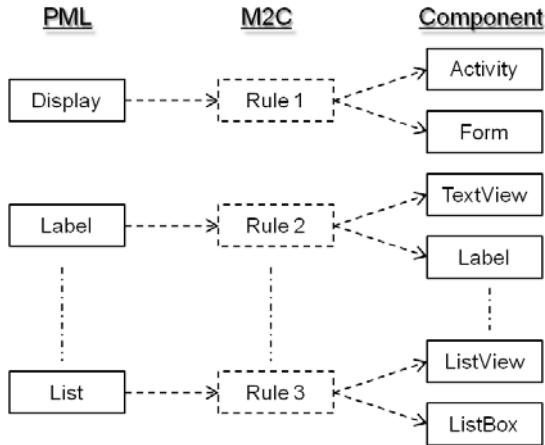 PML M2C Component
Activity
Display Rule 1
Form
TextView
Label Rule 2
Label
ListView
List Rule 3
ListBox